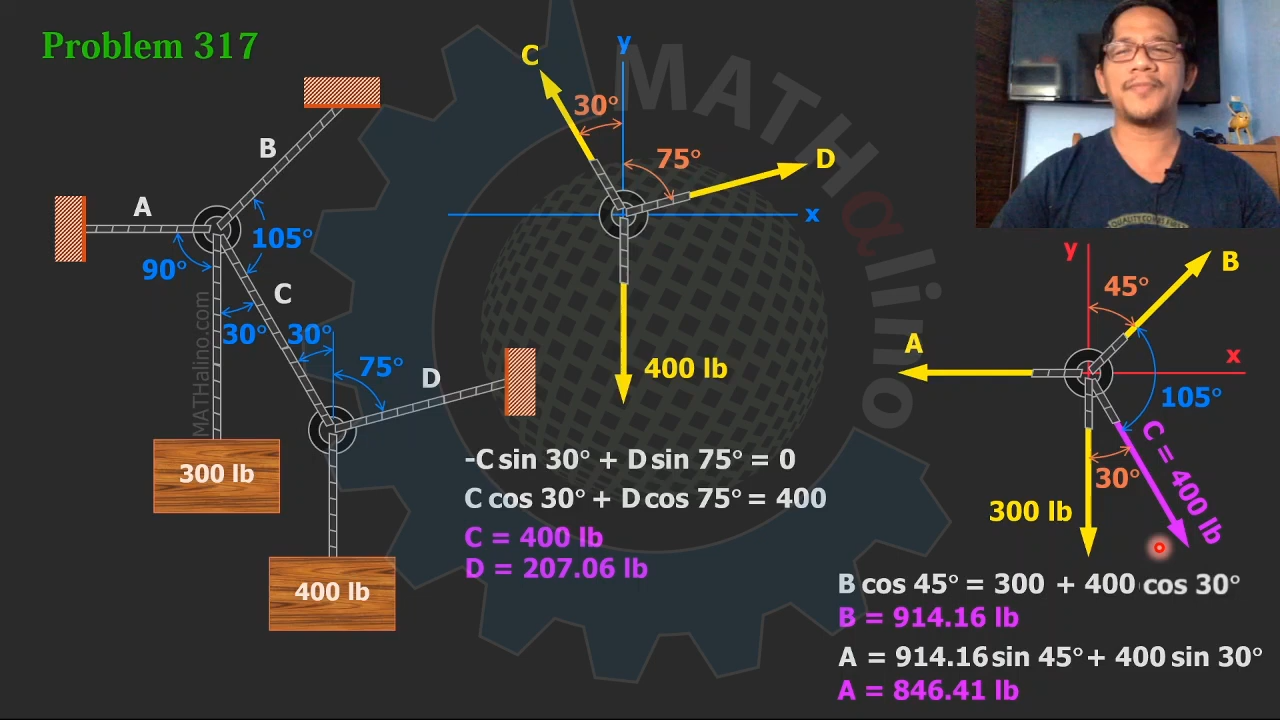 Problem 317
B
A
105°
90°
C
30°
30°
75°
D
300 lb
400 lb
MATHalino.com
MATHαlino
y
C
30°
75°
D
x
400 lb
-C sin 30° + D sin 75° = 0
C cos 30° + D cos 75° = 400
C = 400 lb
D = 207.06 lb
y
B
45°
A
x
105°
C = 400 lb
30°
300 lb
B cos 45° = 300 + 400 cos 30°
B = 914.16 lb
A = 914.16 sin 45° + 400 sin 30°
A = 846.41 lb